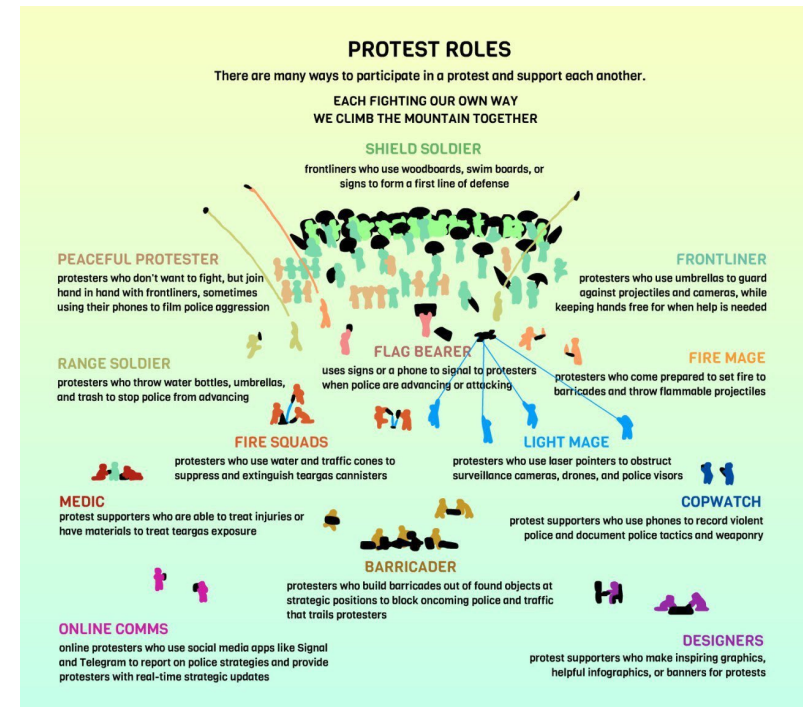 PROTEST ROLES
There are many ways to participate in a protest and support each another.
EACH FIGHTING OUR OWN WAY
WE CLIMB THE MOUNTAIN TOGETHER
SHIELD SOLDIER
frontliners who use woodboards, swim boards, or
signs to form a first line of defense
PEACEFUL PROTESTER
protesters who don't want to fight, but join
hand in hand with frontliners, sometimes
using their phones to film police aggression
FRONTLINER
protesters who use umbrellas to guard
against projectiles and cameras, while
keeping hands free for when help is needed
RANGE SOLDIER
protesters who throw water bottles, umbrellas,
and trash to stop police from advancing
FLAG BEARER
uses signs or a phone to signal to protesters
when police are advancing or attacking
FIRE MAGE
protesters who come prepared to set fire to
barricades and throw flammable projectiles
FIRE SQUADS
protesters who use water and traffic cones to
suppress and extinguish teargas cannisters
LIGHT MAGE
protesters who use laser pointers to obstruct
surveillance cameras, drones, and police visors
MEDIC
protest supporters who are able to treat injuries or
have materials to treat teargas exposure
COPWATCH
protest supporters who use phones to record violent
police and document police tactics and weaponry
BARRICADER
protesters who build barricades out of found objects at
strategic positions to block oncoming police and traffic
that trails protesters
ONLINE COMMS
online protesters who use social media apps like Signal
and Telegram to report on police strategies and provide
protesters with real-time strategic updates
DESIGNERS
protest supporters who make inspiring graphics,
helpful infographics, or banners for protests